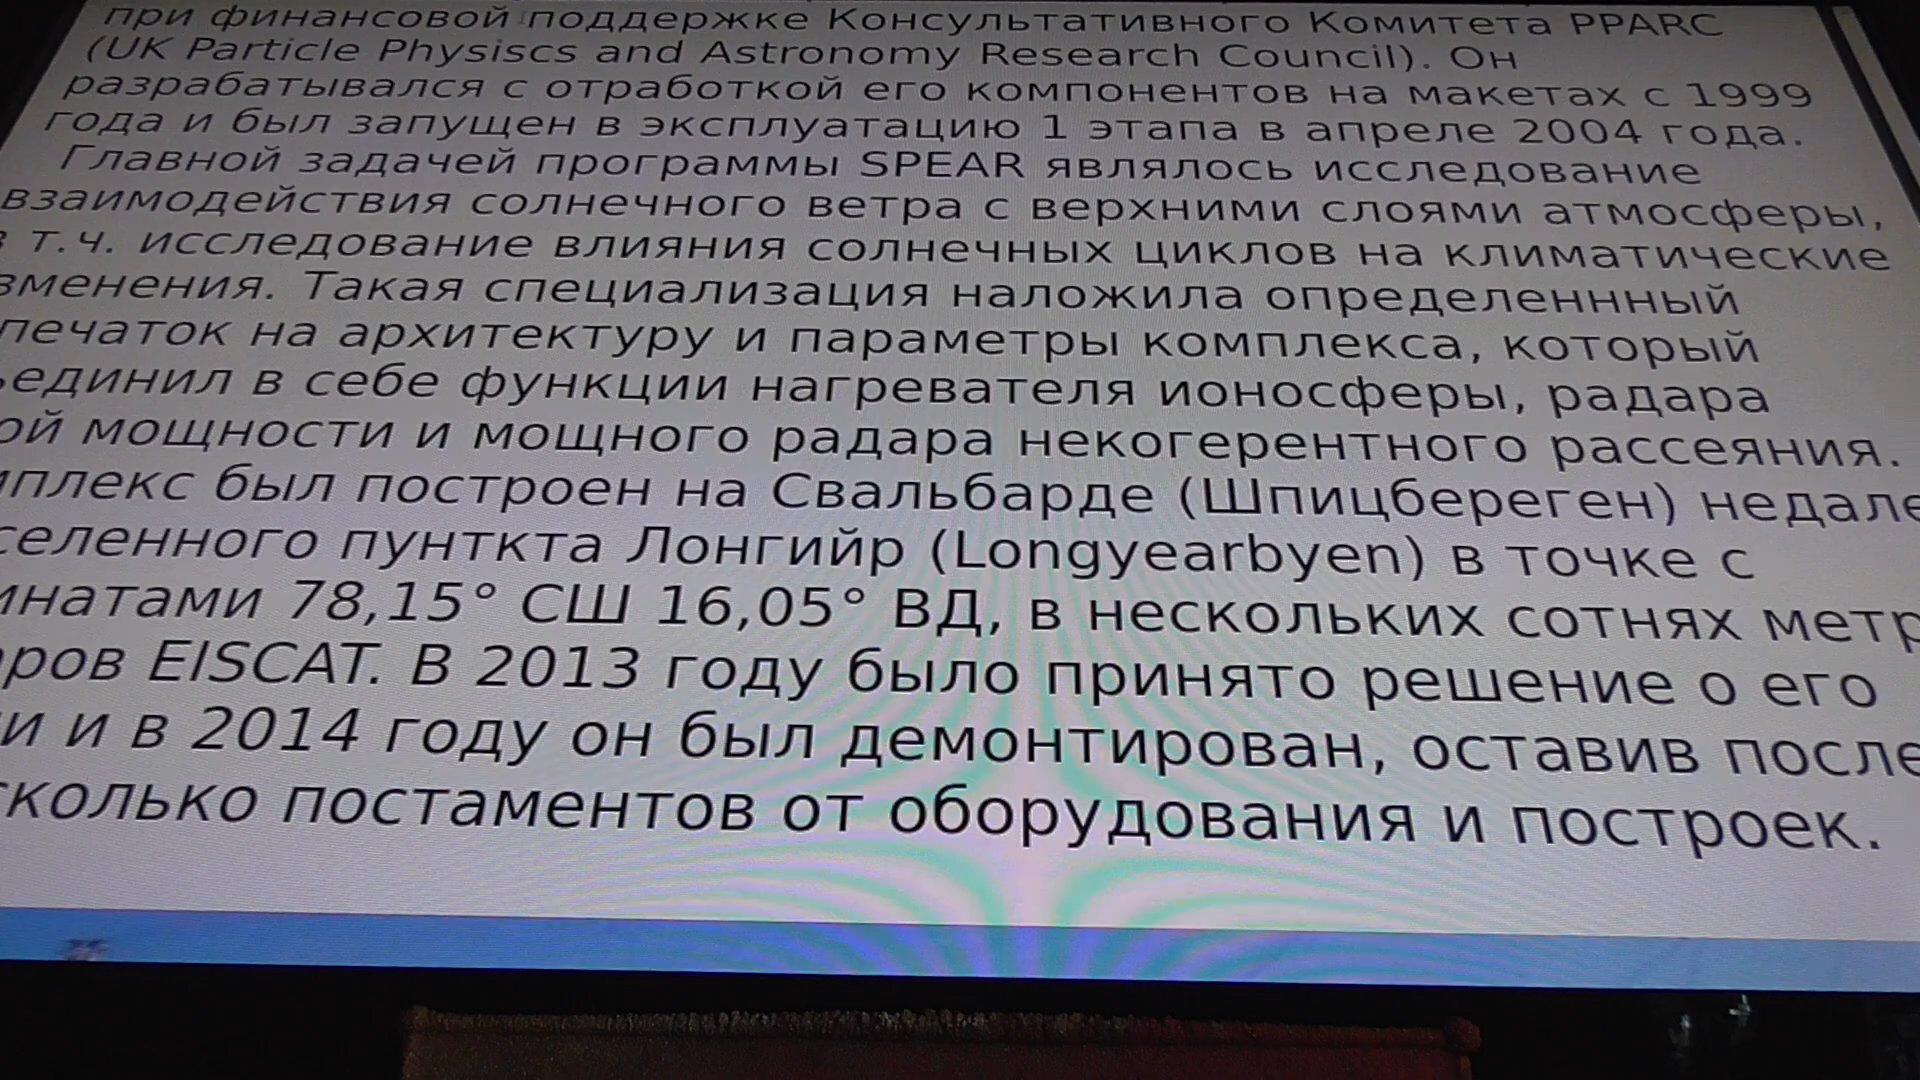 при финансовой поддержке Консультативного Комитета PPARC
(UK Particle Physiscs and Astronomy Research Council). Он
разрабатывался с отработкой его компонентов на макетах с 1999
года и был запущен в эксплуатацию 1 этапа в апреле 2004 года.
Главной задачей программы SPEAR являлось исследование
взаимодействия солнечного ветра с верхними слоями атмосферы,
в т.ч. исследование влияния солнечных циклов на климатические
зменения. Такая специализация наложила определеннный
печаток на архитектуру и параметры комплекса, который
ъединил в себе функции нагревателя ионосферы, радара
ой мощности и мощного радара некогерентного рассеяния.
мплекс был построен на Свальбарде (Шпицбереген) недале
селенного пунткта Лонгийр (Longyearbyen) в точке с
инатами 78,15° СШ 16,05° ВД, в нескольких сотнях метр
аров EISCAT. В 2013 году было принято решение о его
и и в 2014 году он был демонтирован, оставив после
сколько постаментов от оборудования и построек.